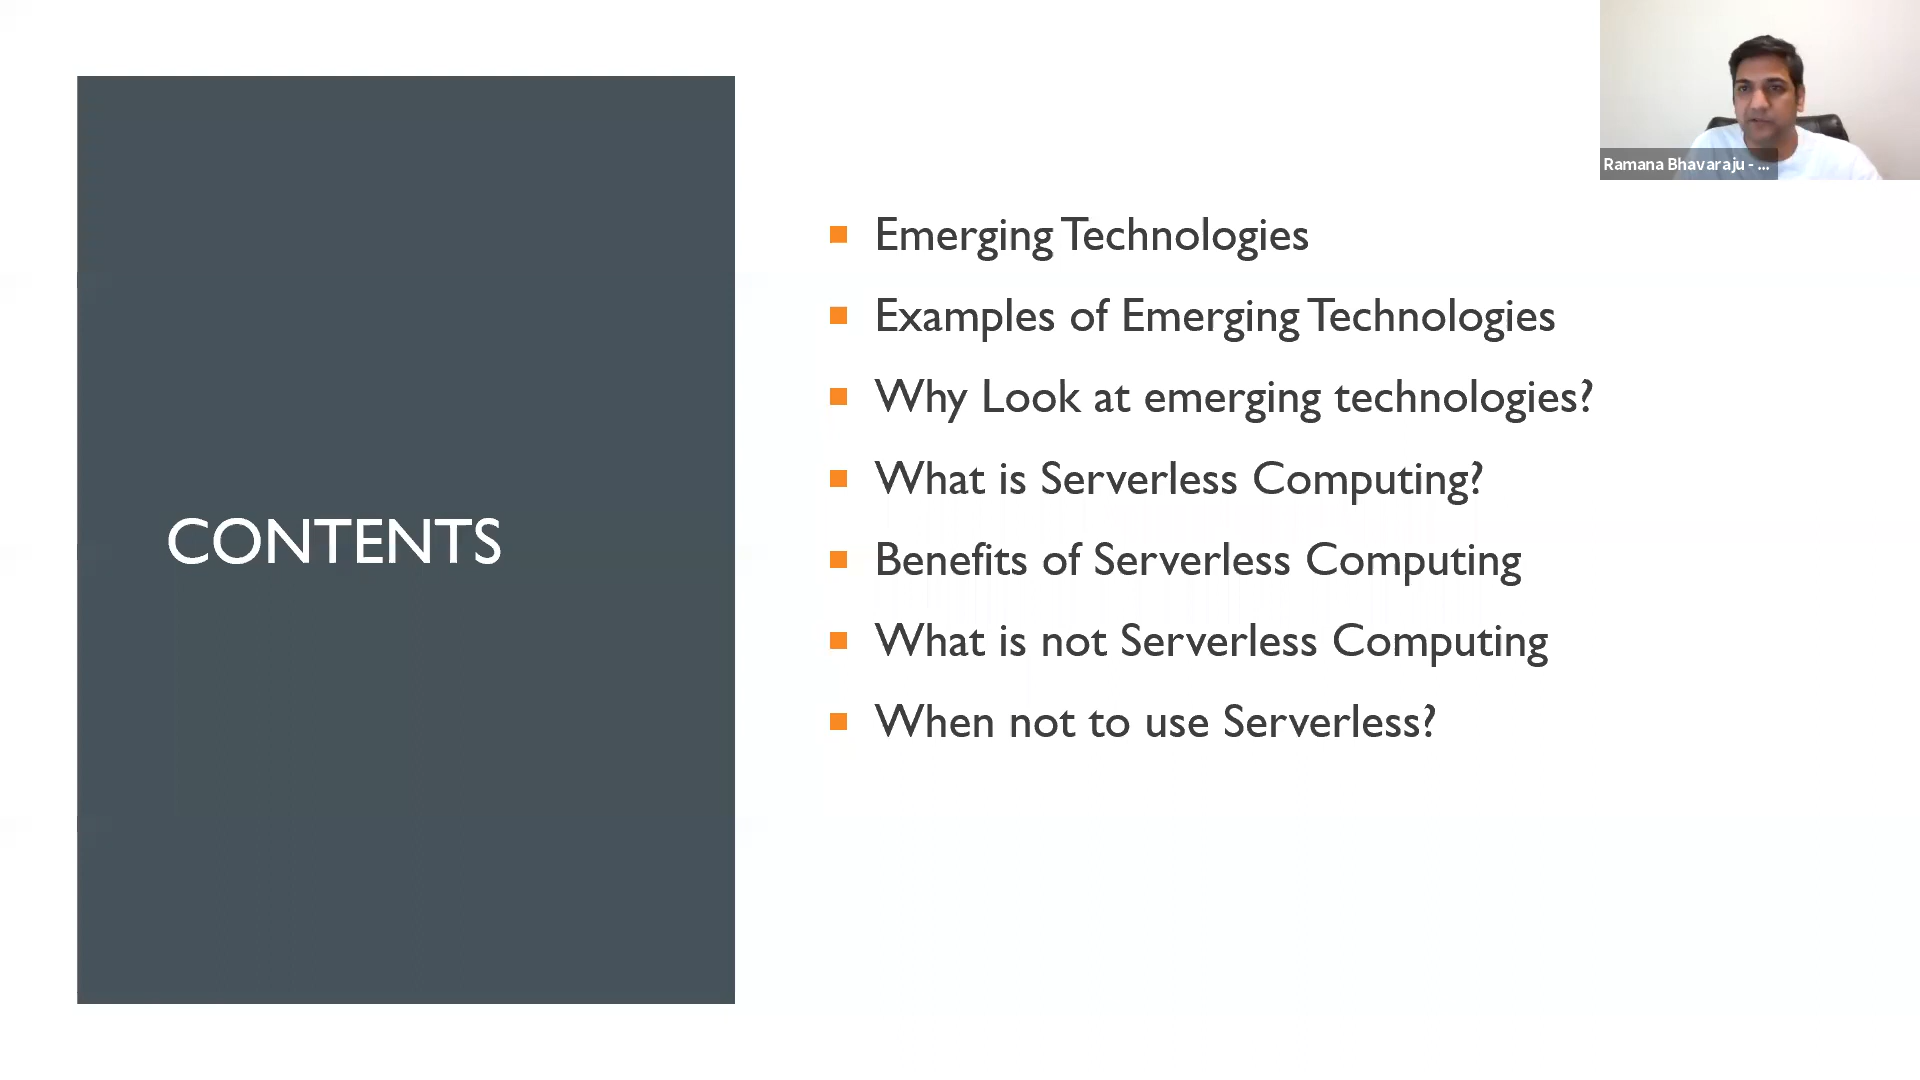 Ramana Bhavaraju - ...
CONTENTS
Emerging Technologies
Examples of Emerging Technologies
Why Look at emerging technologies?
What is Serverless Computing?
Benefits of Serverless Computing
What is not Serverless Computing
When not to use Serverless?